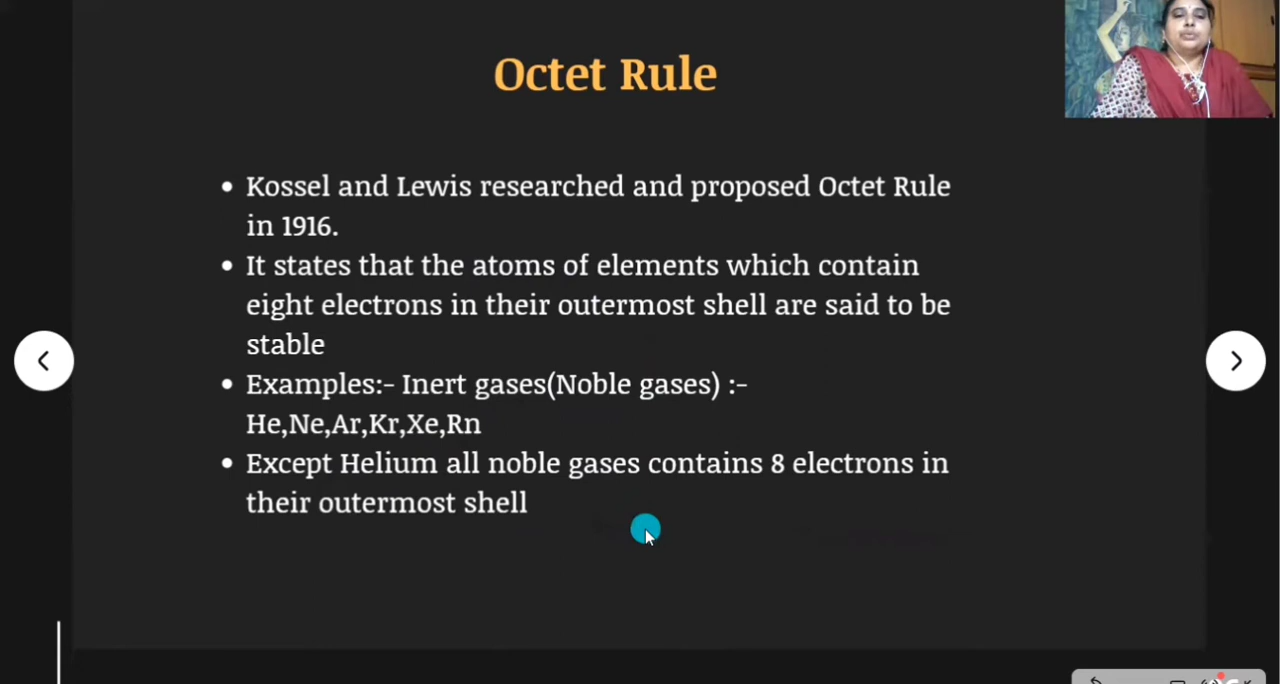 Octet Rule
Kossel and Lewis researched and proposed Octet Rule
in 1916.
It states that the atoms of elements which contain
eight electrons in their outermost shell are said to be
stable
Examples:- Inert gases(Noble gases) :-
He,Ne,Ar,Kr,Xe,Rn
Except Helium all noble gases contains 8 electrons in
their outermost shell